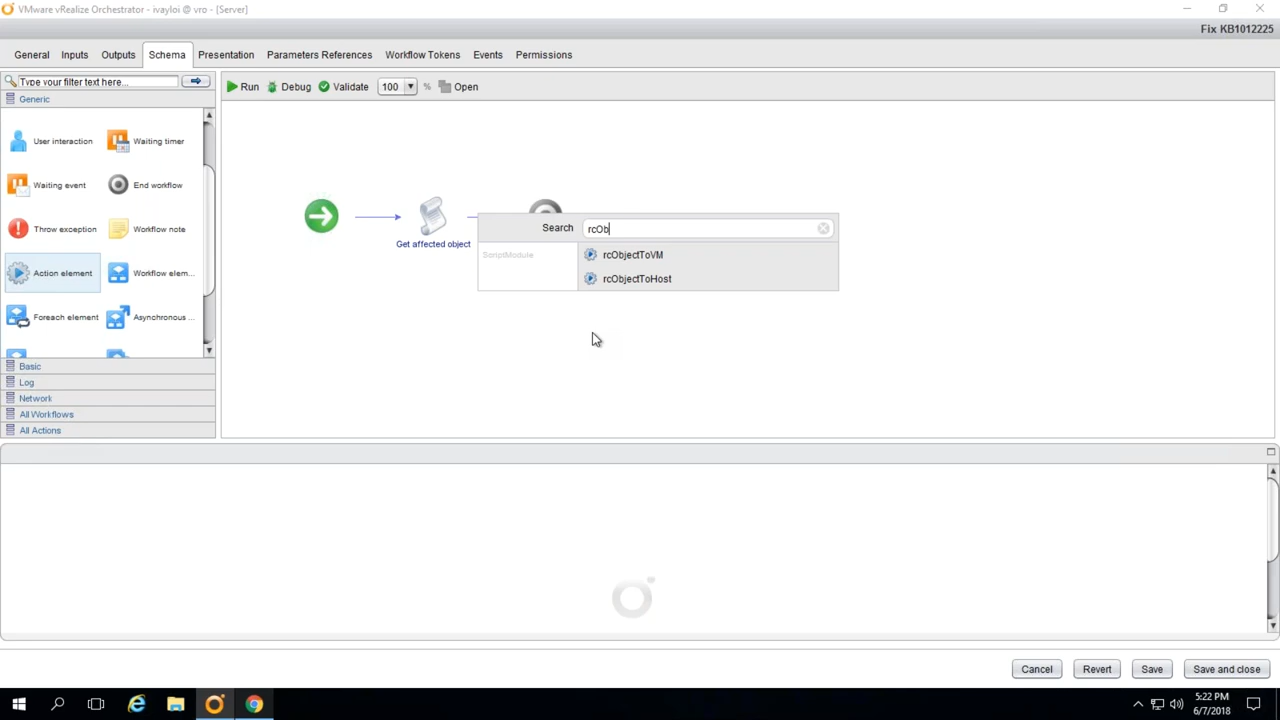 VMware vRealize Orchestrator - ivayloi @ vro - [Server]
Fix KB1012225
General Inputs Outputs Schema Presentation Parameters References Workflow Tokens Events Permissions
Type your filter text here...
Run Debug Validate 100 % Open
Generic
User interaction Waiting timer
Waiting event End workflow
Throw exception Workflow note
Action element Workflow elem...
Foreach element Asynchronous ...
Get affected object
Search rcOb
ScriptModule rcObjectToVM
rcObjectToHost
Basic
Log
Network
All Workflows
All Actions
Cancel Revert Save Save and close
5:22 PM
6/7/2018